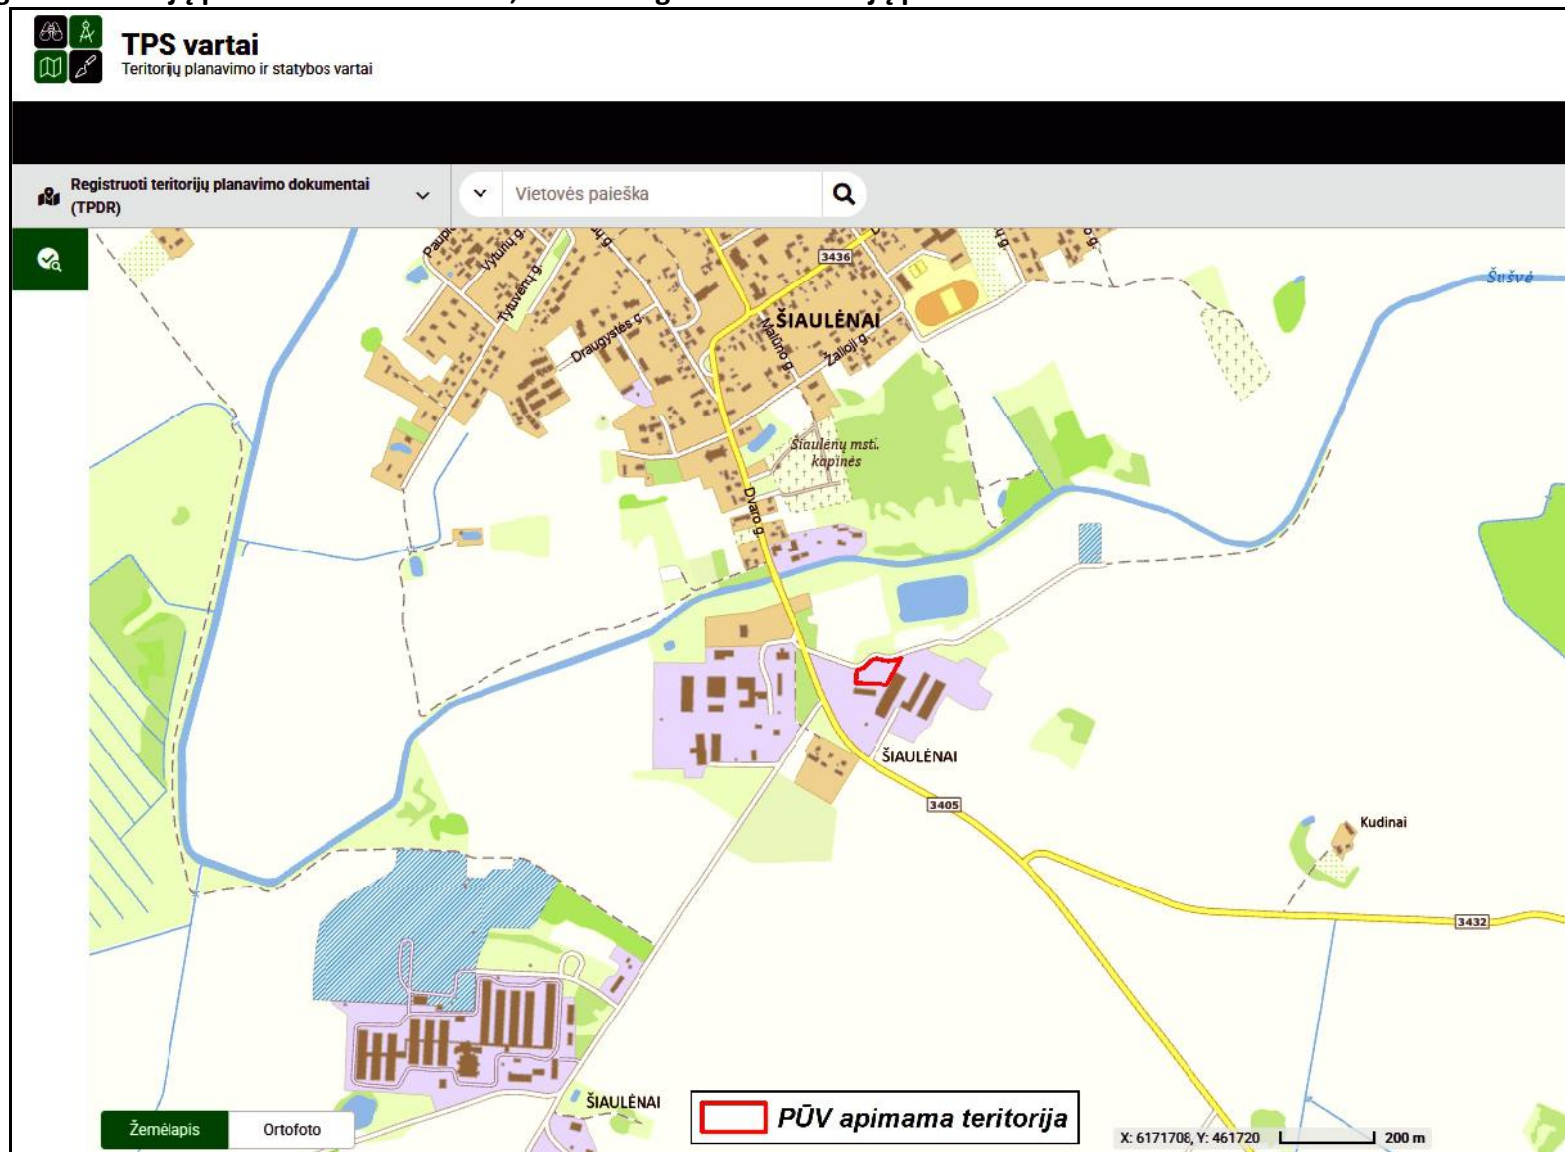 TPS vartai
Teritorijų planavimo ir statybos vartai
Registruoti teritorijų planavimo dokumentai
(TPDR)
Vietovės paieška
Vytūrių g.
3436
Šušvė
Tytuvėnų g.
ŠIAULĖNAI
Draugystės g.
Malūno g.
Žalioji g.
Šiaulėnų mstl.
kapinės
Dvaro g.
ŠIAULĖNAI
3405
Kudinai
3432
ŠIAULĖNAI
PŪV apimama teritorija
Žemėlapis
Ortofoto
X: 6171708, Y: 461720
200 m